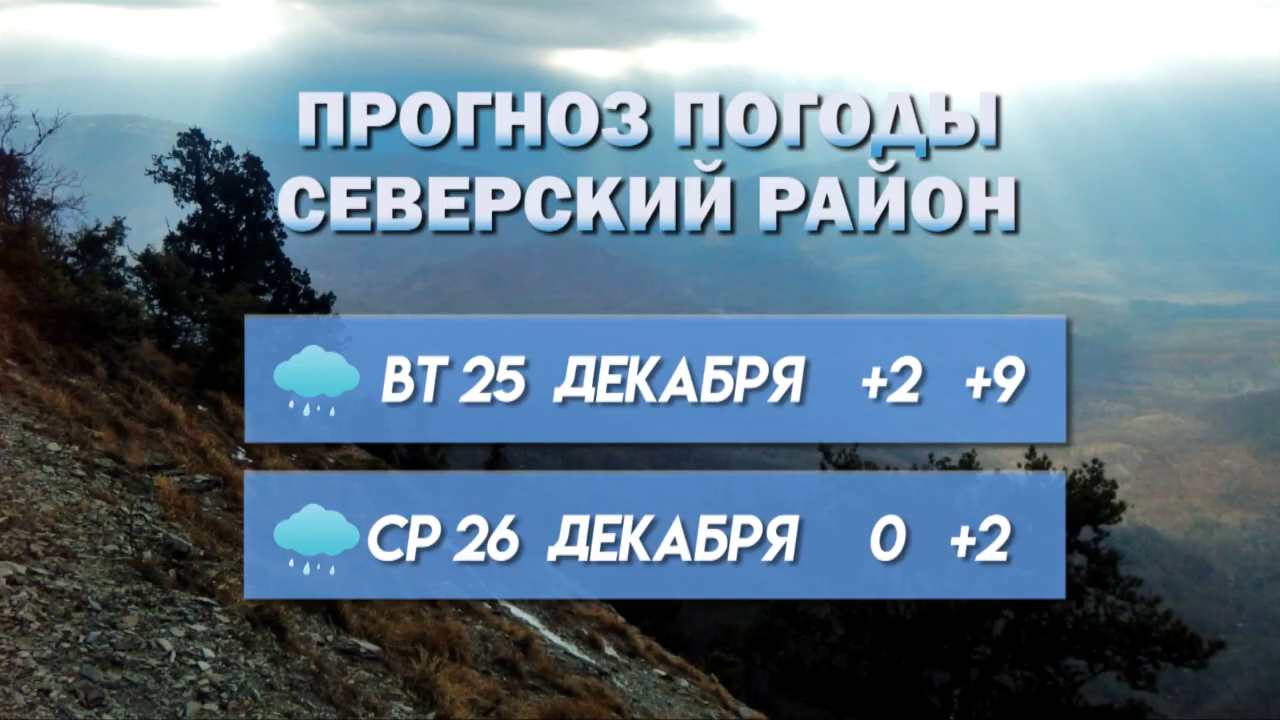 ПРОГНОЗ ПОГОДЫ
СЕВЕРСКИЙ РАЙОН
ВТ 25 ДЕКАБРЯ +2 +9
СР 26 ДЕКАБРЯ 0 +2